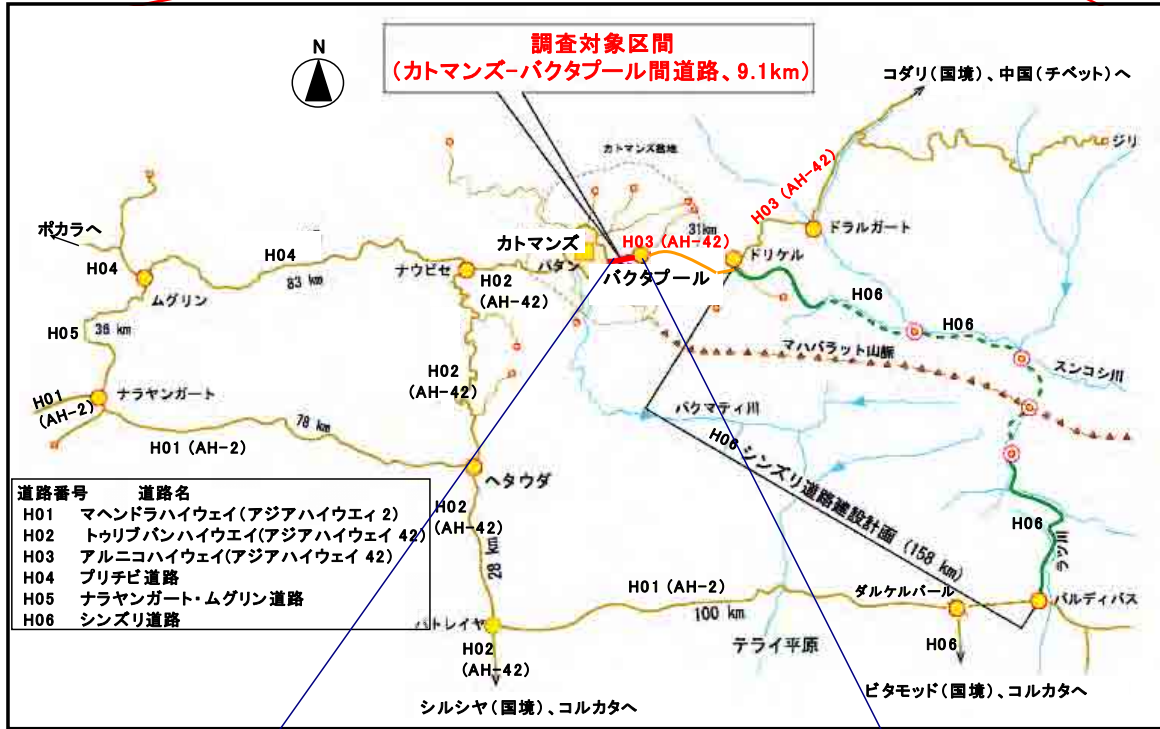 調査対象区間
(カトマンズ-バクタプール間道路、9.1km)
N
コダリ(国境)、中国(チベット)へ
ジリ
カトマンズ盆地
H03 (AH-42)
ドラルガート
31km
ポカラへ
H04
H04
83 km
ムグリン
ナウビセ
カトマンズ
パタン
H03 (AH-42)
バクタプール
ドリケル
H02
(AH-42)
H06
H06
H05
36 km
マハバラット山脈
スンコシ川
H02
(AH-42)
H01
(AH-2)
ナラヤンガート
78 km
H01 (AH-2)
バクマティ川
H06 シンズリ道路建設計画 (158 km)
ヘタウダ
H02
(AH-42)
28 km
H06
ラツ川
道路番号 道路名
H01 マヘンドラハイウェイ(アジアハイウエィ 2)
H02 トゥリブバンハイウエイ(アジアハイウェイ 42)
H03 アルニコハイウェイ(アジアハイウェイ 42)
H04 プリチビ道路
H05 ナラヤンガート・ムグリン道路
H06 シンズリ道路
H01 (AH-2)
100 km
ダルケルバール
バルディバス
パトレイヤ
テライ平原
H02
(AH-42)
H06
シルシヤ(国境)、コルカタへ
ビタモッド(国境)、コルカタへ